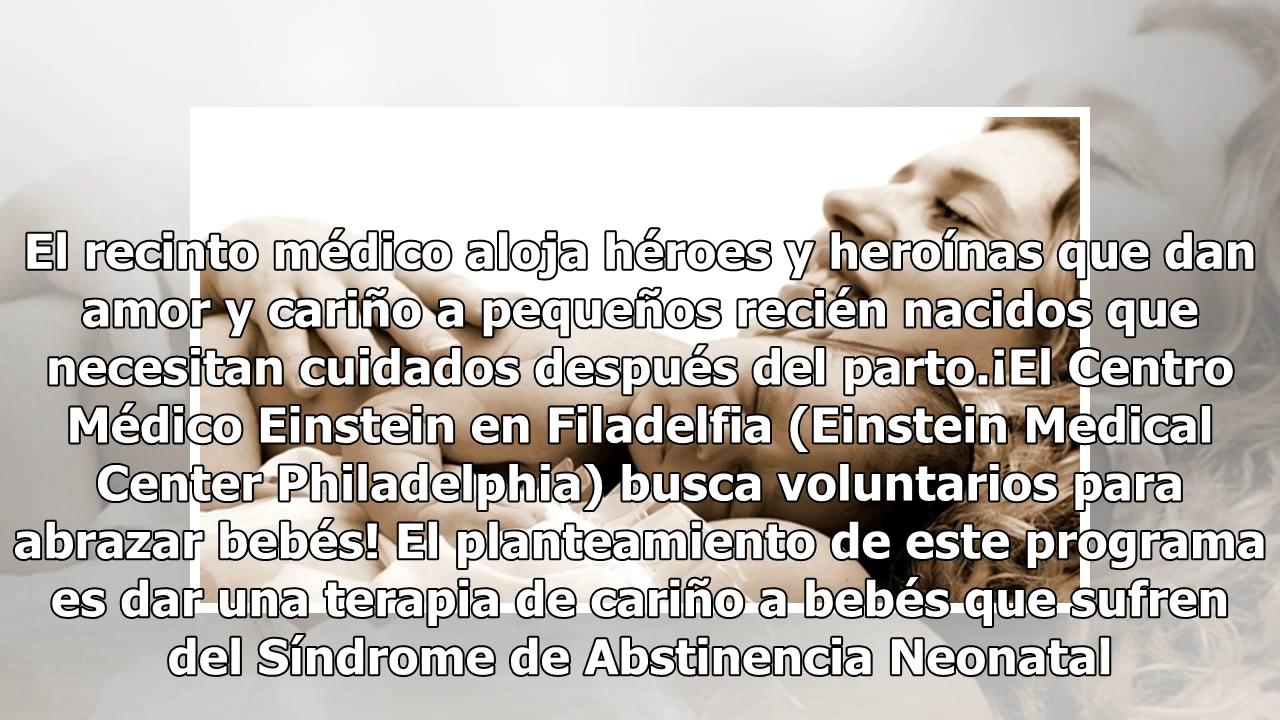 El recinto médico aloja héroes y heroínas que dan
amor y cariño a pequeños recién nacidos que
necesitan cuidados después del parto.¡El Centro
Médico Einstein en Filadelfia (Einstein Medical
Center Philadelphia) busca voluntarios para
abrazar bebés! El planteamiento de este programa
es dar una terapia de cariño a bebés que sufren
del Síndrome de Abstinencia Neonatal